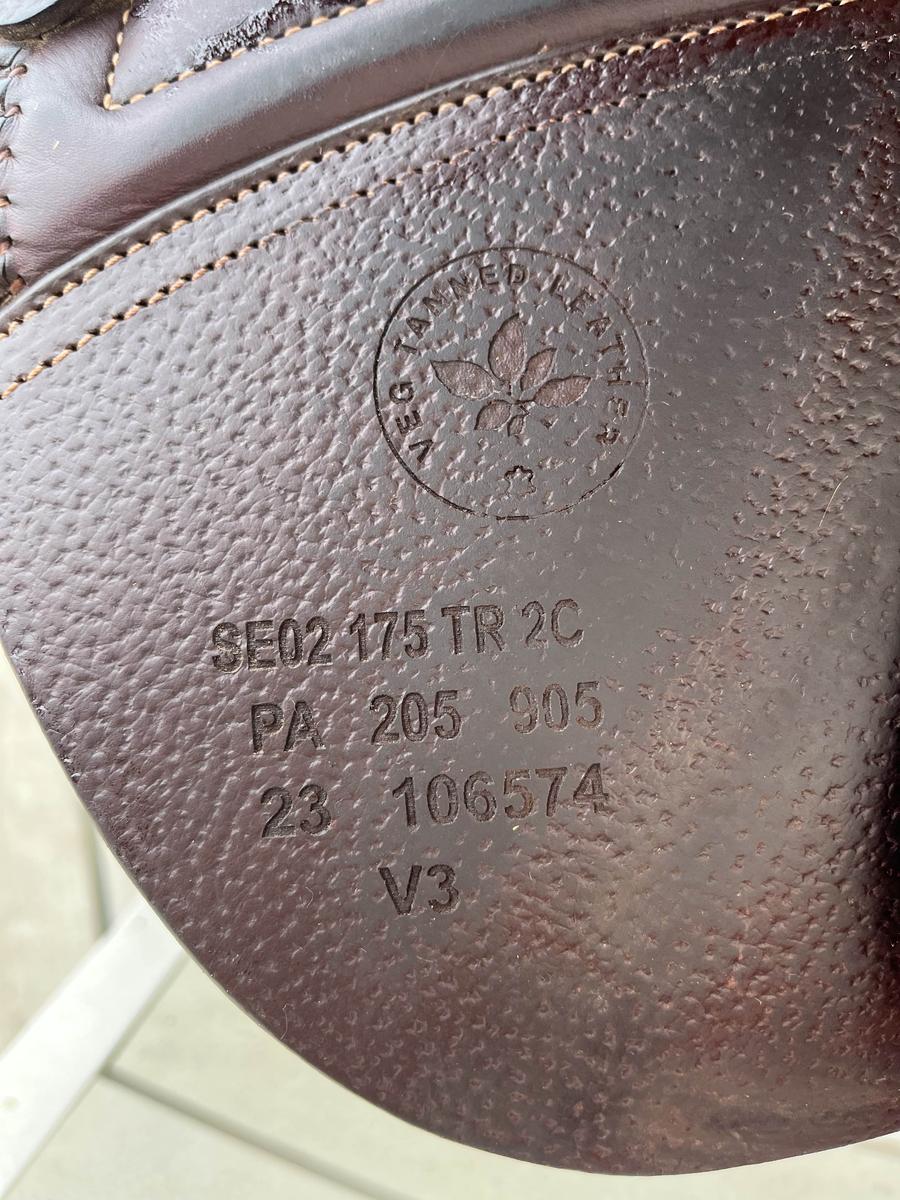 VEG TANNED LEATHER
SE02 175 TR 2C
PA 205 905
23 106574
V3